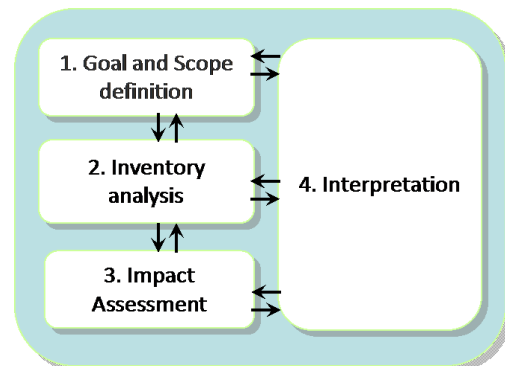 1. Goal and Scope
definition
2. Inventory
analysis
3. Impact
Assessment
4. Interpretation